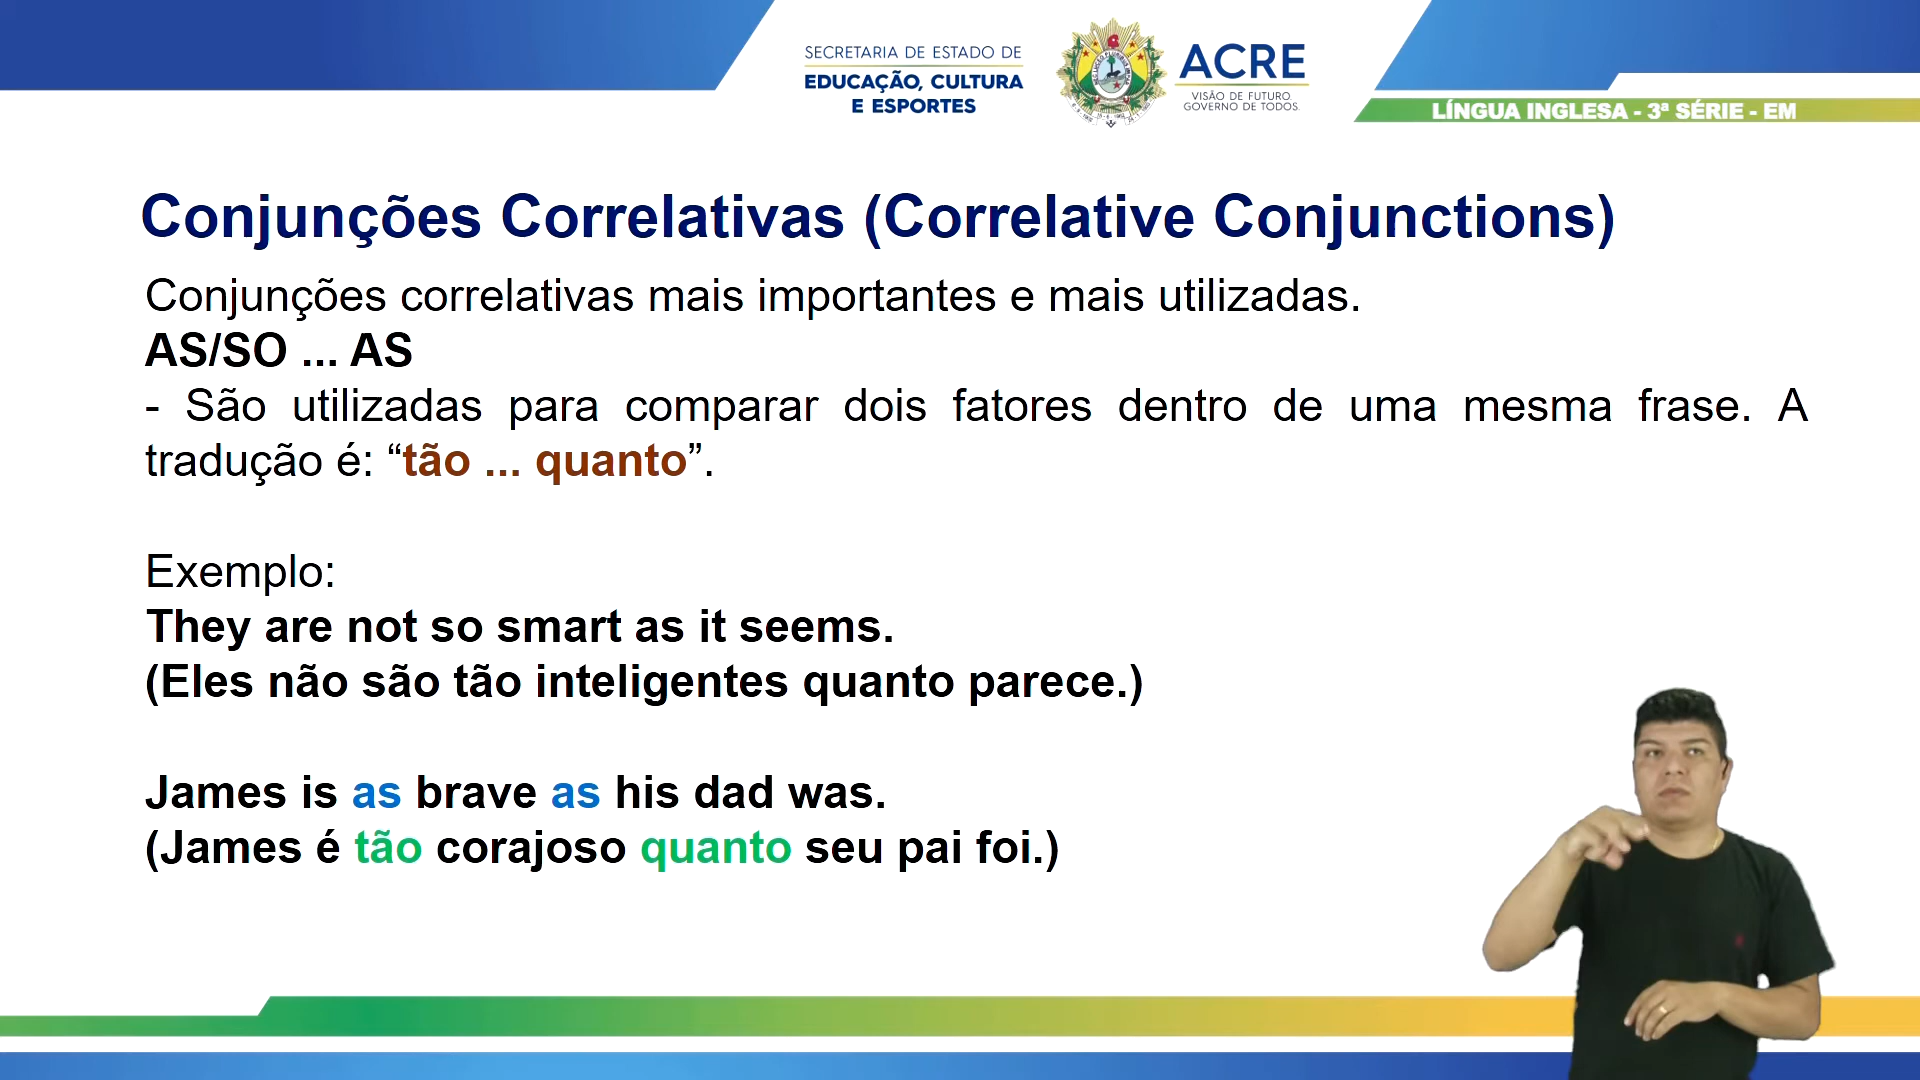 SECRETARIA DE ESTADO DE
EDUCAÇÃO, CULTURA
E ESPORTES
ACRE
VISÃO DE FUTURO.
GOVERNO DE TODOS.
LÍNGUA INGLESA - 3ª SÉRIE - EM
Conjunções Correlativas (Correlative Conjunctions)
Conjunções correlativas mais importantes e mais utilizadas.
AS/SO ... AS
- São utilizadas para comparar dois fatores dentro de uma mesma frase. A
tradução é: “tão ... quanto”.
Exemplo:
They are not so smart as it seems.
(Eles não são tão inteligentes quanto parece.)
James is as brave as his dad was.
(James é tão corajoso quanto seu pai foi.)